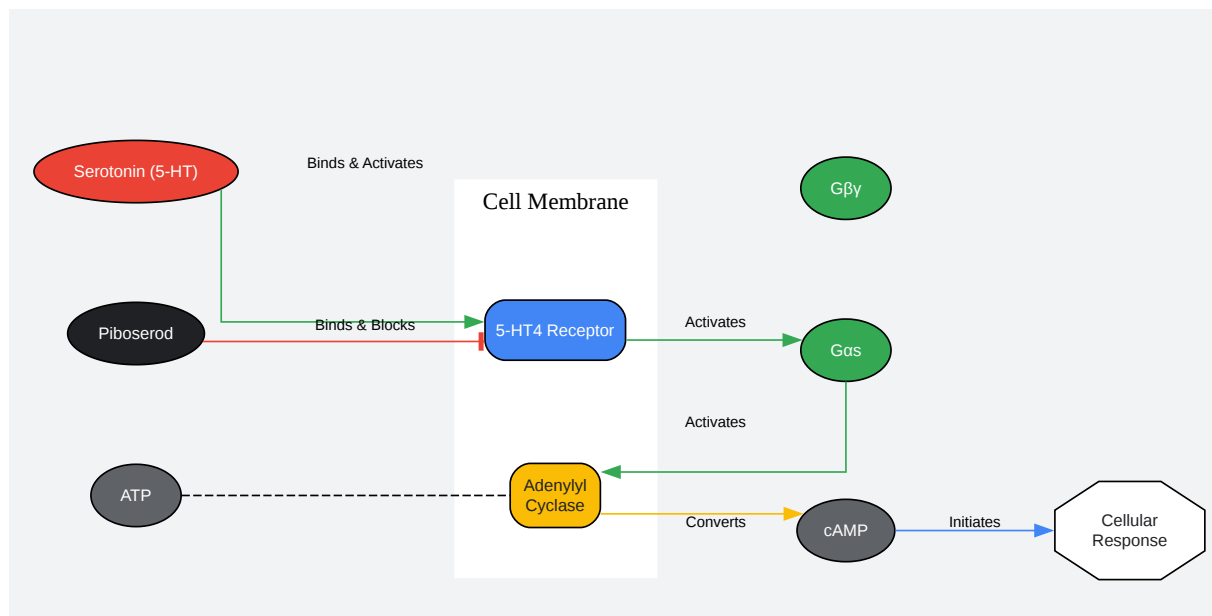 Serotonin (5-HT)
Binds & Activates
Gβγ
Cell Membrane
Piboserod
Binds & Blocks
5-HT4 Receptor
Activates
Gαs
Activates
ATP
Adenylyl
Cyclase
Converts
cAMP
Initiates
Cellular
Response